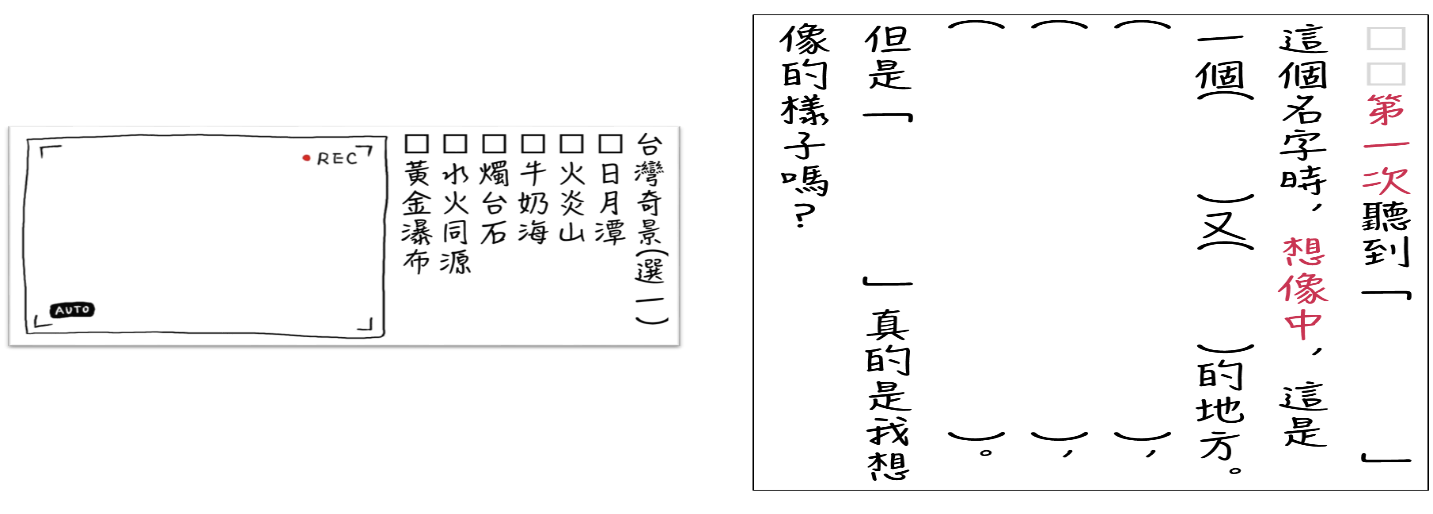 REC
AUTO
台灣奇景(選一)
□日月潭
□火炎山
□牛奶海
□燭台石
□水火同源
□黃金瀑布
□□第一次聽到「 」
這個名字時，想像中，這是
一個( )又( )的地方。
( )，
( )，
( )。
但是「 」真的是我想
像的樣子嗎？